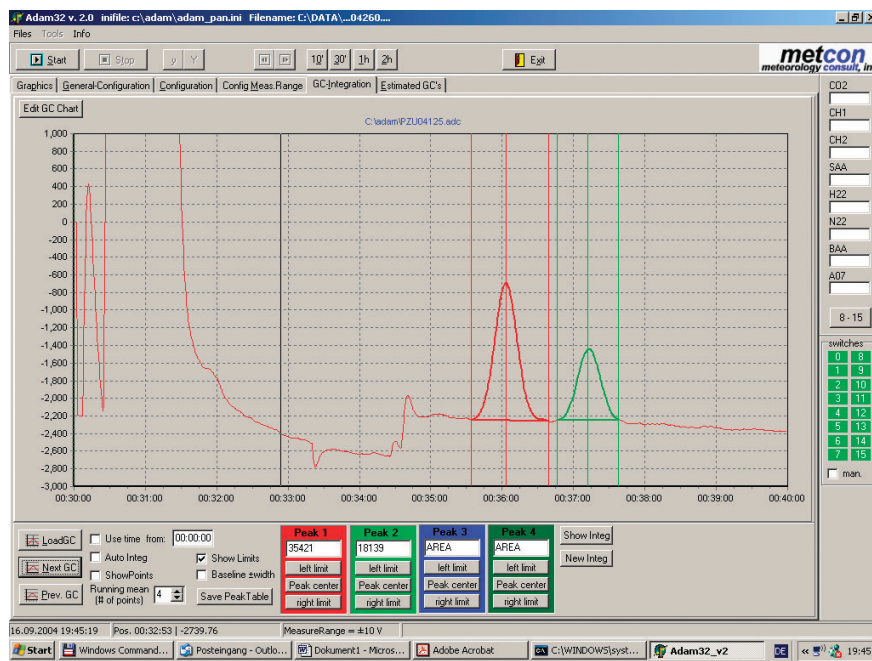 Adam32 v. 2.0 inifile: c:\adam\adam_pan.ini Filename: C:\DATA\...04260....
Files Tools Info
Start Stop y Y 10' 30' 1h 2h Exit
metcon
meteorology consult, in
Graphics General-Configuration Configuration Config Meas.Range GC-Integration Estimated GC's
Edit GC Chart
C:\adam\PZU04125.adc
1,000
800
600
400
200
0
-200
-400
-600
-800
-1,000
-1,200
-1,400
-1,600
-1,800
-2,000
-2,200
-2,400
-2,600
-2,800
-3,000
00:30:00 00:31:00 00:32:00 00:33:00 00:34:00 00:35:00 00:36:00 00:37:00 00:38:00 00:39:00 00:40:00
CO2
CH1
CH2
SAA
H22
N22
BAA
A07
8 - 15
switches
0 8
1 9
2 10
3 11
4 12
5 13
6 14
7 15
man.
LoadGC
Next GC
Prev. GC
Use time from: 00:00:00
Auto Integ
Show Limits
ShowPoints
Baseline ±width
Running mean
(# of points)
4
Save PeakTable
Peak 1
35421
left limit
Peak center
right limit
Peak 2
18139
left limit
Peak center
right limit
Peak 3
AREA
left limit
Peak center
right limit
Peak 4
AREA
left limit
Peak center
right limit
Show Integ
New Integ
16.09.2004 19:45:19 Pos. 00:32:53 | -2739.76 MeasureRange = ±10 V
Start Windows Command... Posteingang - Outlo... Dokument1 - Micros... Adobe Acrobat C:\WINDOWS\syst... Adam32_v2 DE « 19:45